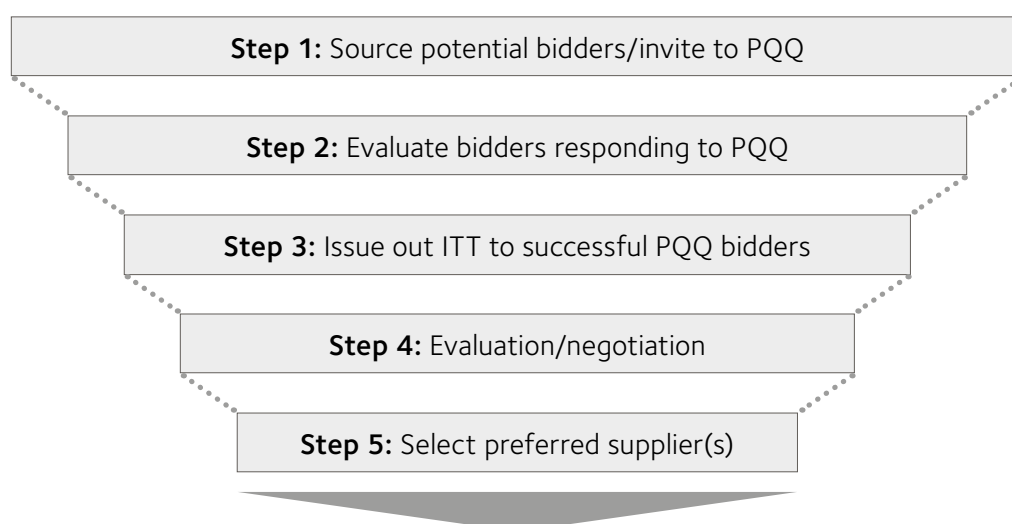 Step 1: Source potential bidders/invite to PQQ
Step 2: Evaluate bidders responding to PQQ
Step 3: Issue out ITT to successful PQQ bidders
Step 4: Evaluation/negotiation
Step 5: Select preferred supplier(s)